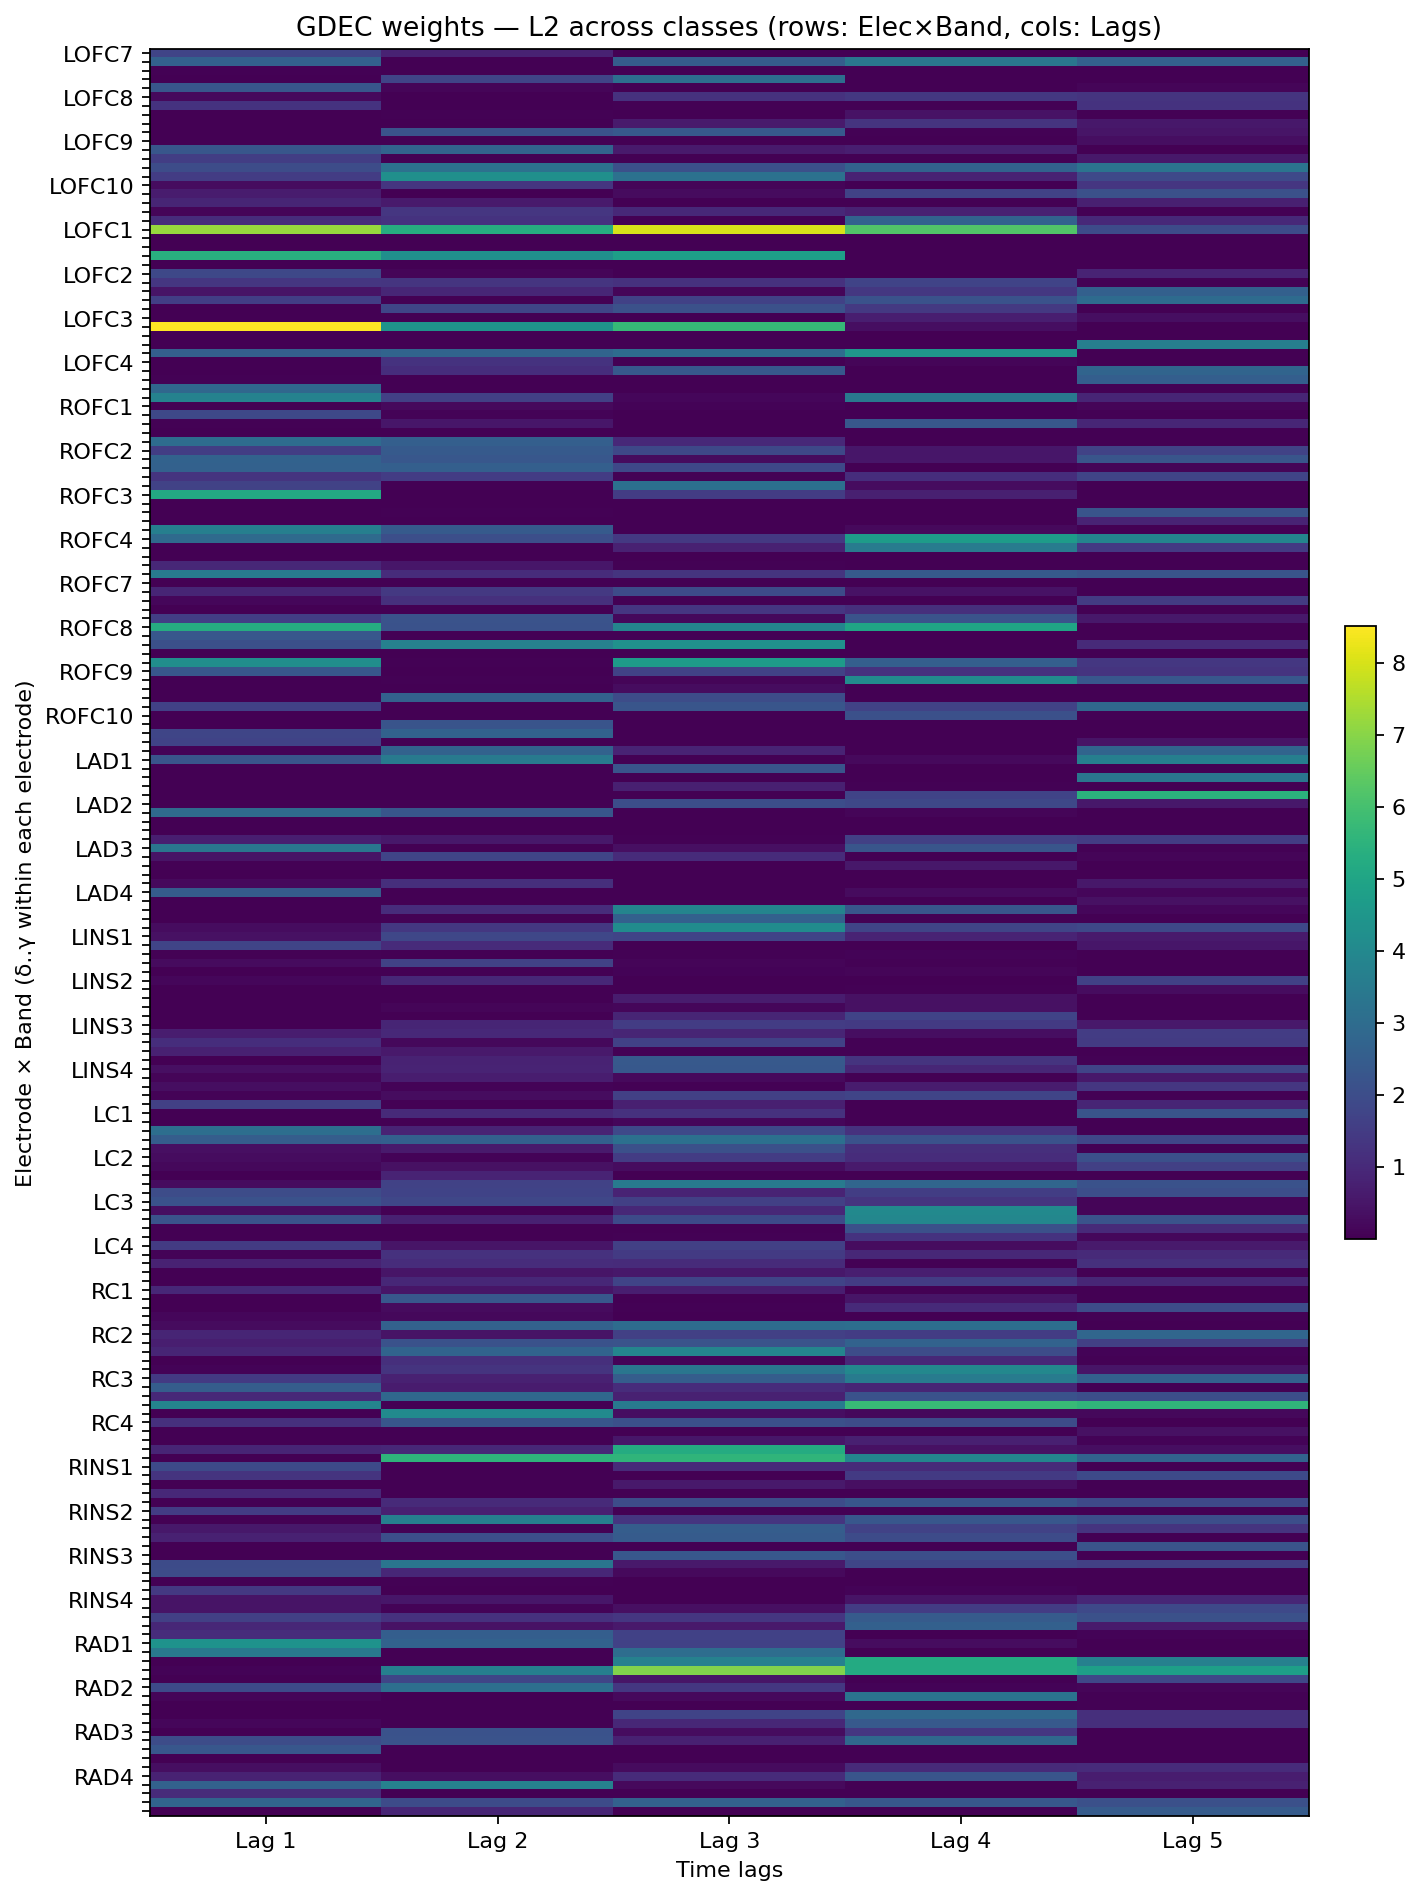 GDEC weights — L2 across classes (rows: Elec×Band, cols: Lags)
LOFC7
LOFC8
LOFC9
LOFC10
LOFC1
LOFC2
LOFC3
LOFC4
ROFC1
ROFC2
ROFC3
ROFC4
ROFC7
ROFC8
ROFC9
ROFC10
LAD1
LAD2
LAD3
LAD4
LINS1
LINS2
LINS3
LINS4
LC1
LC2
LC3
LC4
RC1
RC2
RC3
RC4
RINS1
RINS2
RINS3
RINS4
RAD1
RAD2
RAD3
RAD4
Electrode × Band (δ..γ within each electrode)
Lag 1
Lag 2
Lag 3
Lag 4
Lag 5
Time lags
8
7
6
5
4
3
2
1